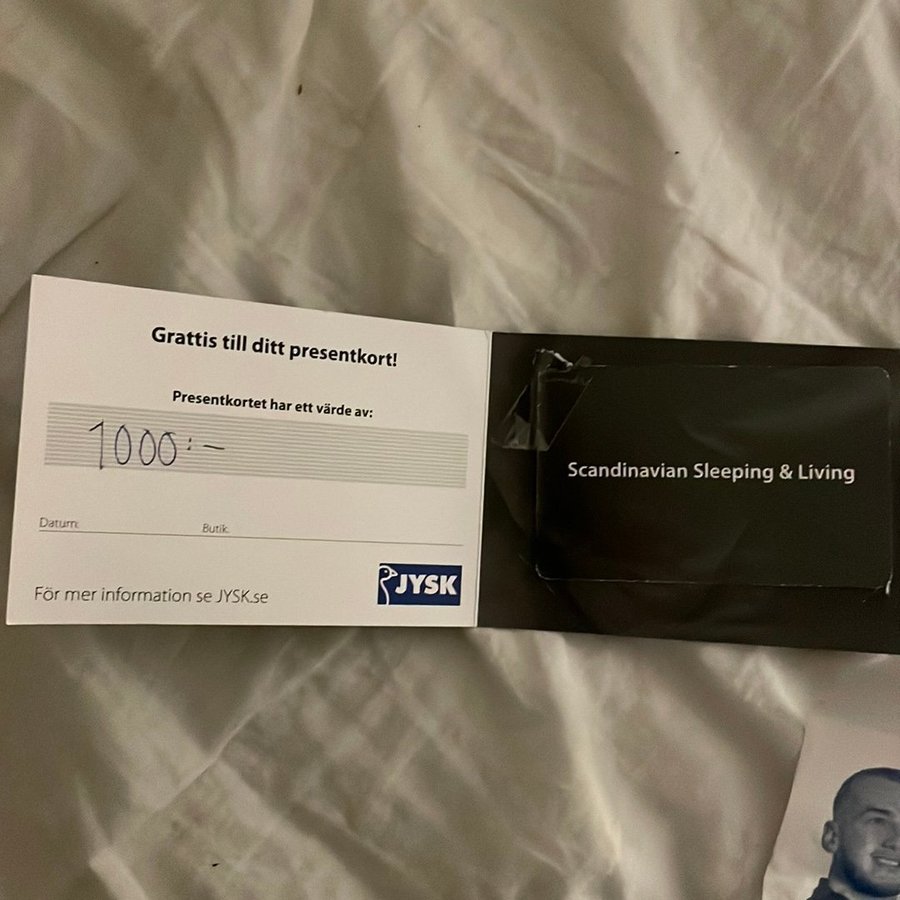 Grattis till ditt presentkort!
Presentkortet har ett värde av:
1000:-
Datum:
Butik:
För mer information se JYSK.se
JYSK
Scandinavian Sleeping & Living